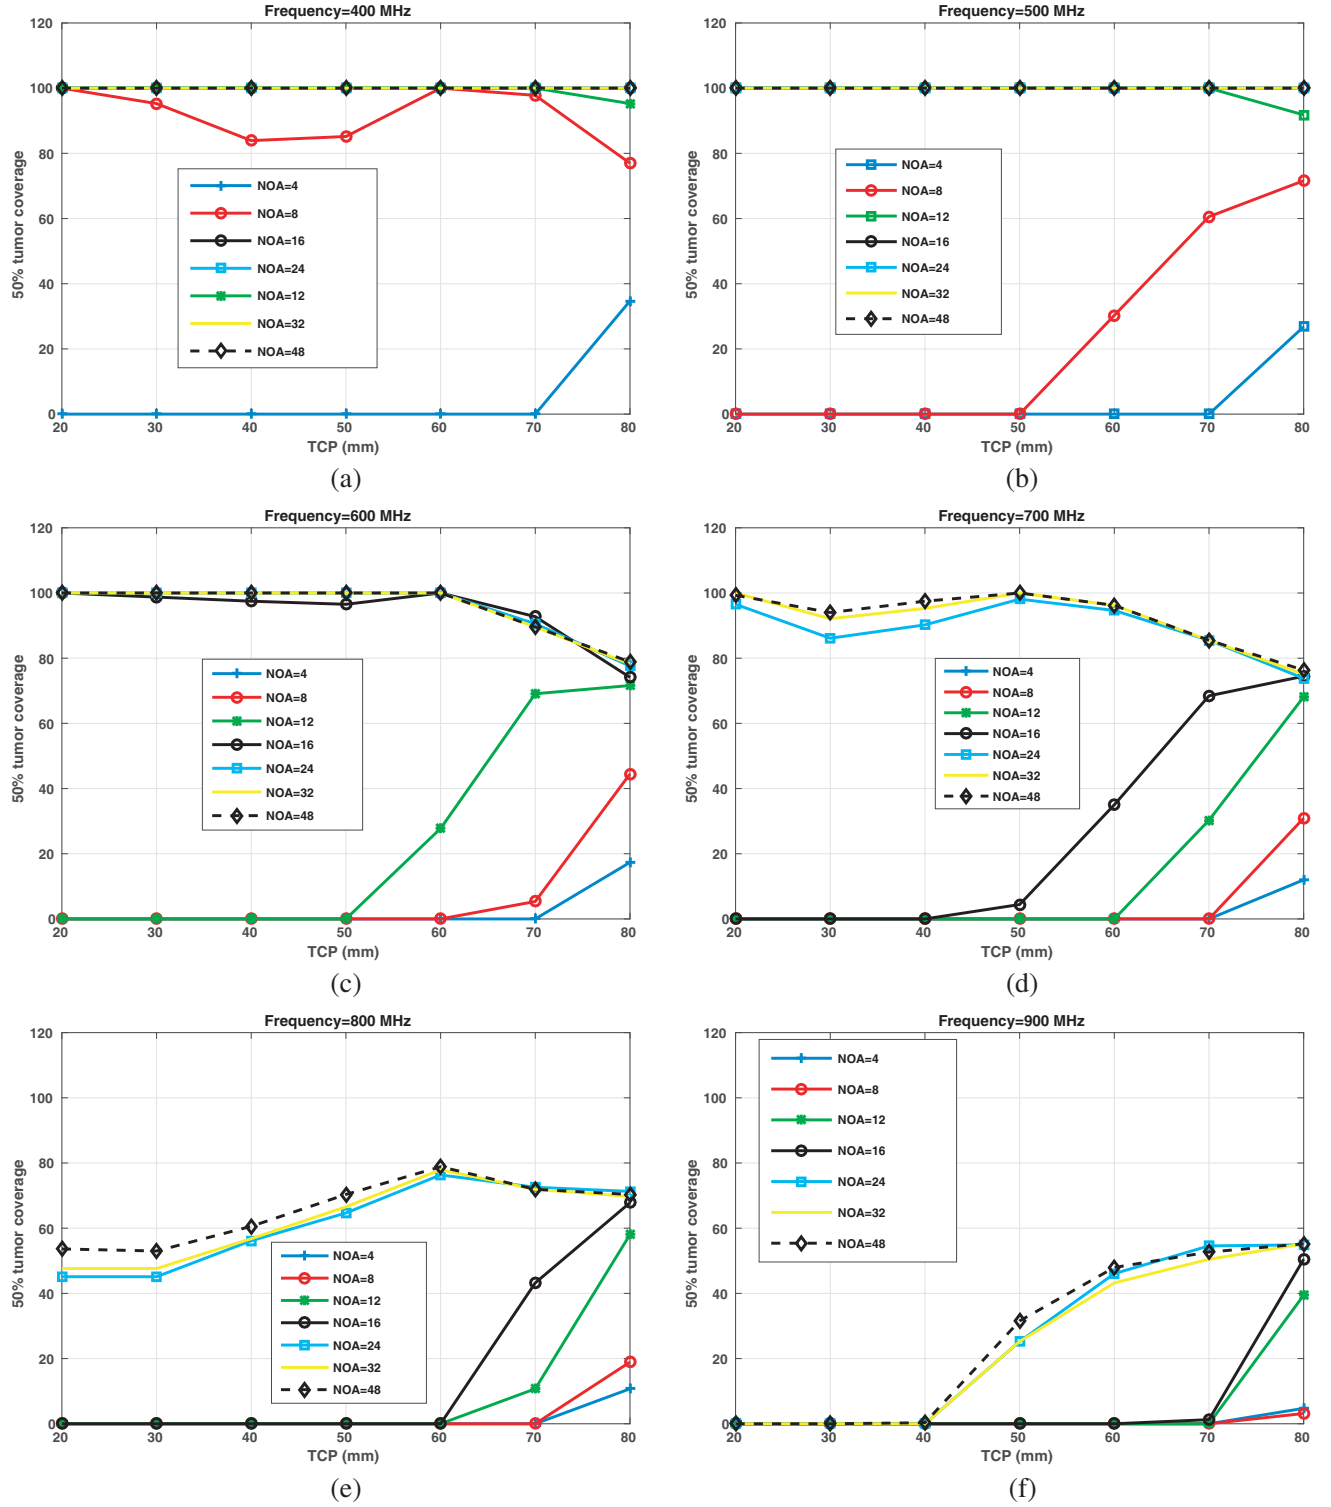 Frequency=400 MHz
120
100
80
60
40
20
0
50% tumor coverage
NOA=4
NOA=8
NOA=16
NOA=24
NOA=12
NOA=32
NOA=48
20 30 40 50 60 70 80
TCP (mm)
(a)
Frequency=500 MHz
120
100
80
60
40
20
0
50% tumor coverage
NOA=4
NOA=8
NOA=12
NOA=16
NOA=24
NOA=32
NOA=48
20 30 40 50 60 70 80
TCP (mm)
(b)
Frequency=600 MHz
120
100
80
60
40
20
0
50% tumor coverage
NOA=4
NOA=8
NOA=12
NOA=16
NOA=24
NOA=32
NOA=48
20 30 40 50 60 70 80
TCP (mm)
(c)
Frequency=700 MHz
120
100
80
60
40
20
0
50% tumor coverage
NOA=4
NOA=8
NOA=12
NOA=16
NOA=24
NOA=32
NOA=48
20 30 40 50 60 70 80
TCP (mm)
(d)
Frequency=800 MHz
120
100
80
60
40
20
0
50% tumor coverage
NOA=4
NOA=8
NOA=12
NOA=16
NOA=24
NOA=32
NOA=48
20 30 40 50 60 70 80
TCP (mm)
(e)
Frequency=900 MHz
120
100
80
60
40
20
0
50% tumor coverage
NOA=4
NOA=8
NOA=12
NOA=16
NOA=24
NOA=32
NOA=48
20 30 40 50 60 70 80
TCP (mm)
(f)